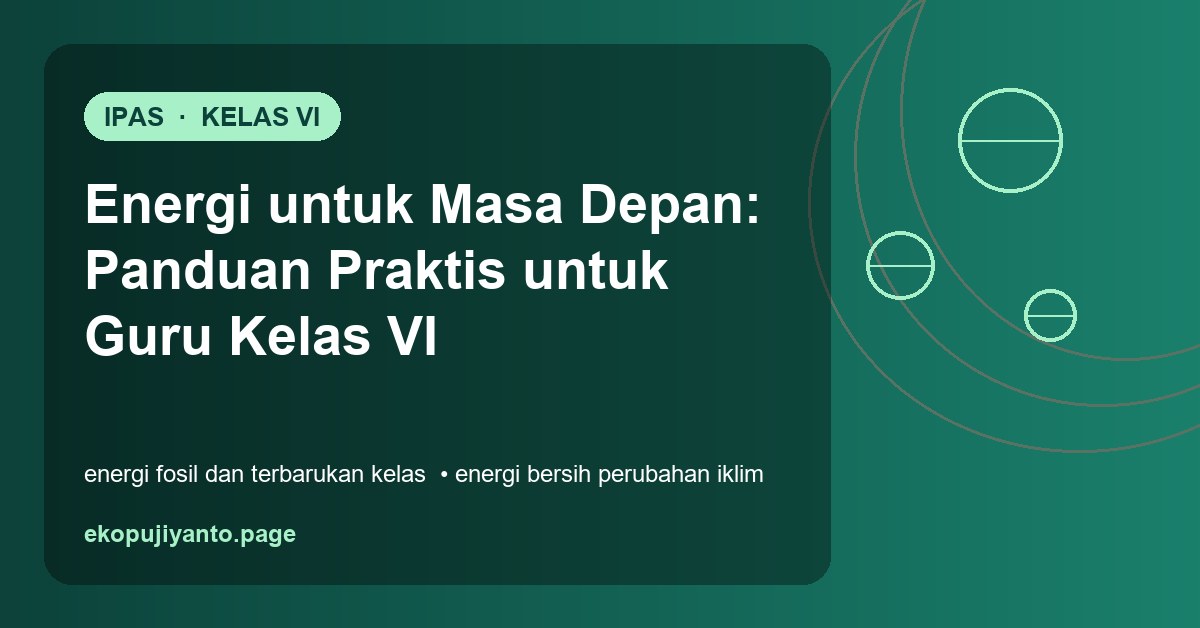 IPAS · KELAS VI
Energi untuk Masa Depan:
Panduan Praktis untuk
Guru Kelas VI
energi fosil dan terbarukan kelas • energi bersih perubahan iklim
ekopujiyanto.page